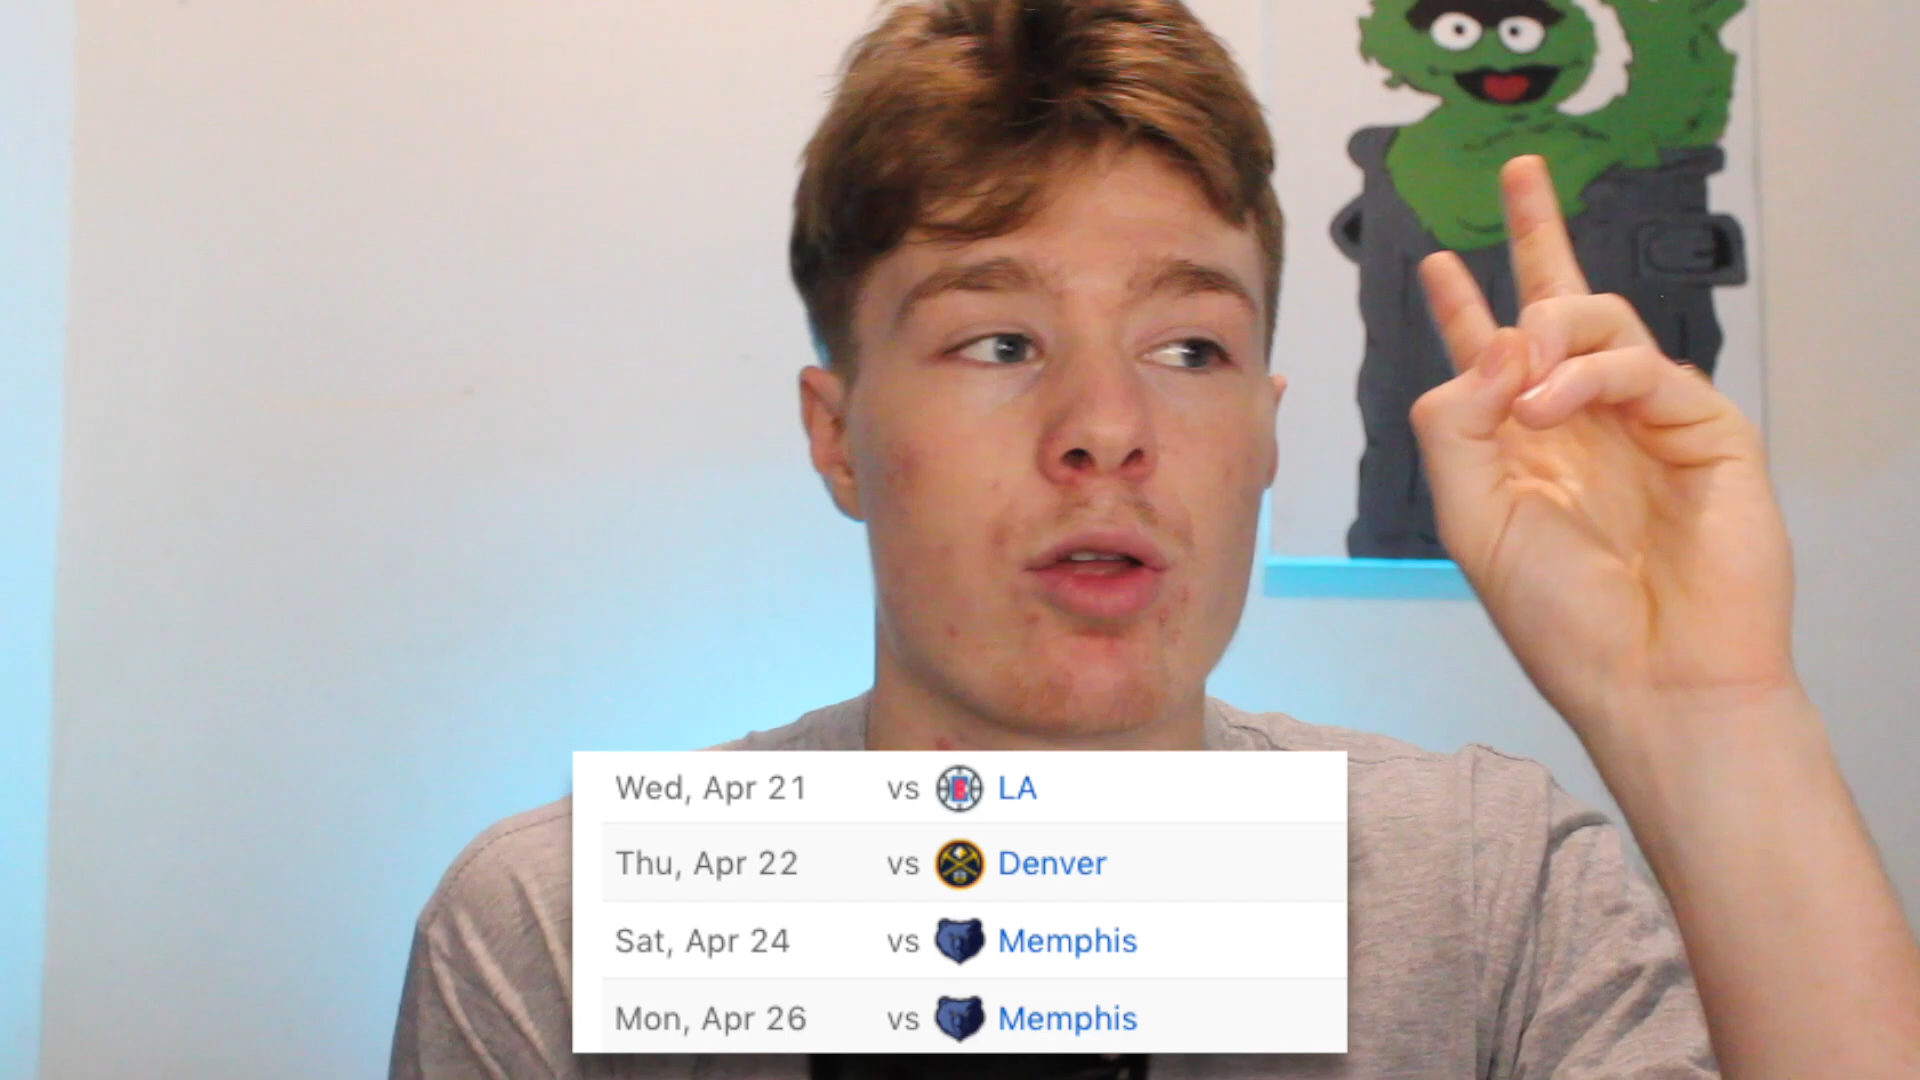 Wed, Apr 21 vs LA
Thu, Apr 22 vs Denver
Sat, Apr 24 vs Memphis
Mon, Apr 26 vs Memphis